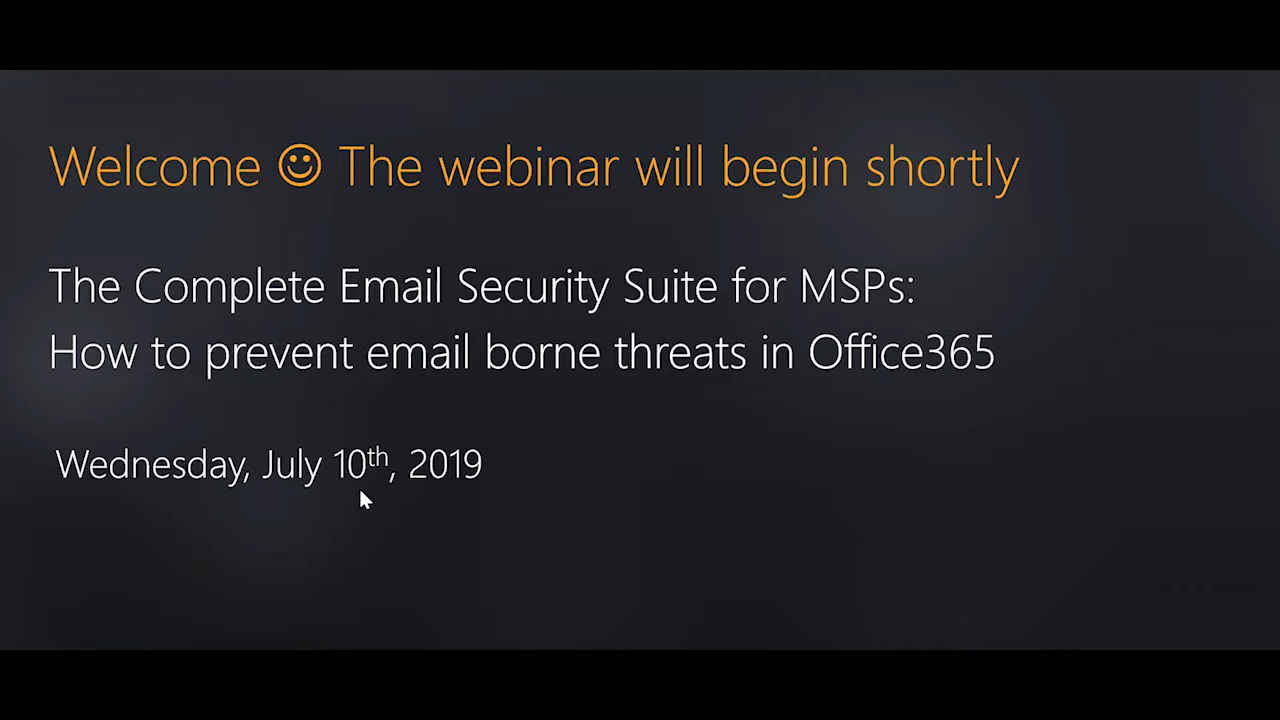 Welcome ☺ The webinar will begin shortly
The Complete Email Security Suite for MSPs:
How to prevent email borne threats in Office365
Wednesday, July 10th, 2019